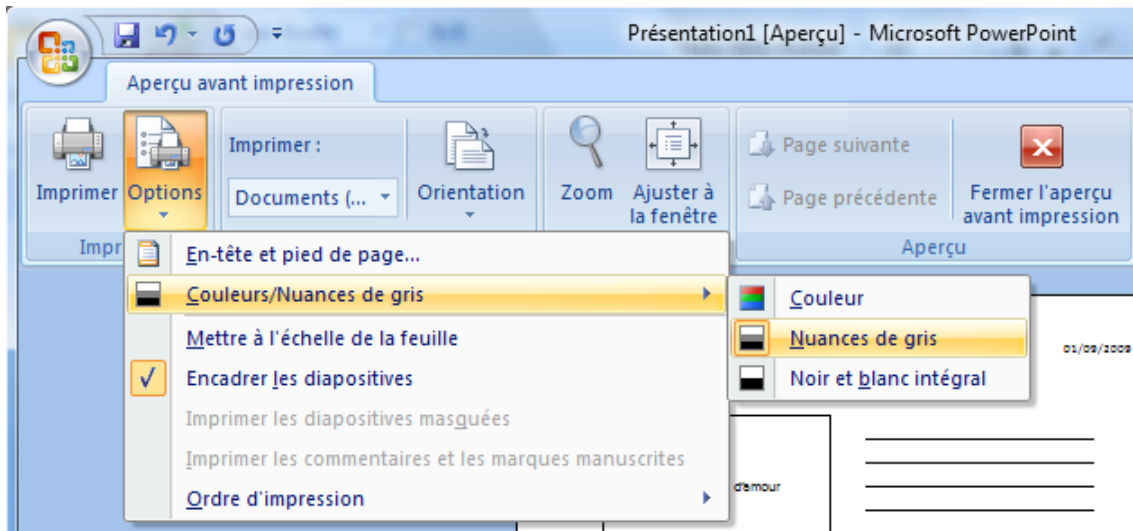 Présentation1 [Aperçu] - Microsoft PowerPoint
Aperçu avant impression
Imprimer
Options
Imprimer :
Documents (...
Orientation
Zoom
Ajuster à
la fenêtre
Page suivante
Page précédente
Fermer l'aperçu
avant impression
Impr
Aperçu
En-tête et pied de page...
Couleurs/Nuances de gris
Mettre à l'échelle de la feuille
Encadrer les diapositives
Imprimer les diapositives masquées
Imprimer les commentaires et les marques manuscrites
Ordre d'impression
Couleur
Nuances de gris
Noir et blanc intégral
01/09/2009
d'amour